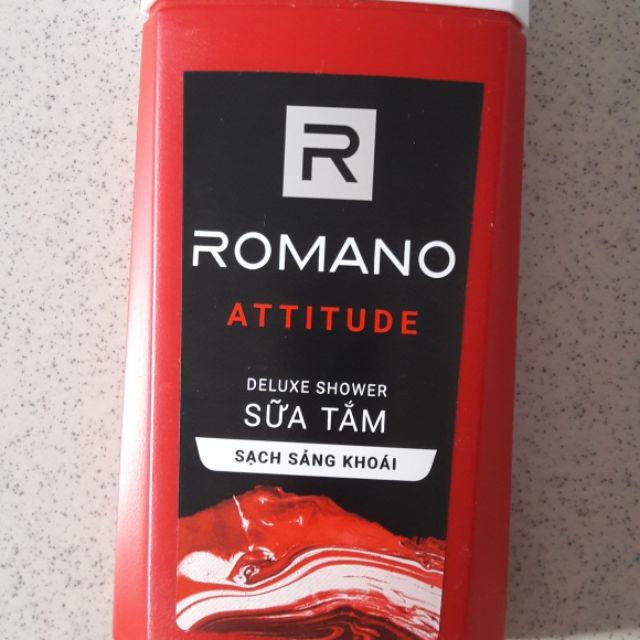 R
ROMANO
ATTITUDE
DELUXE SHOWER
SỮA TẮM
SẠCH SẢNG KHOÁI